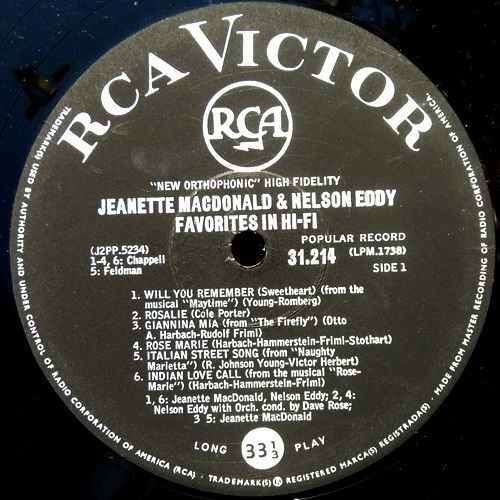 RCA VICTOR
RCA
"NEW ORTHOPHONIC" HIGH FIDELITY
JEANETTE MACDONALD & NELSON EDDY
FAVORITES IN HI-FI
POPULAR RECORD
(J2PP.5234)
31.214 (LPM.1738)
1-4, 6: Chappell
5: Feldman
SIDE 1
1. WILL YOU REMEMBER (Sweetheart) (from the
musical "Maytime") (Young-Romberg)
2. ROSALIE (Cole Porter)
3. GIANNINA MIA (from "The Firefly") (Otto
A. Harbach-Rudolf Friml)
4. ROSE MARIE (Harbach-Hammerstein-Friml-Stothart)
5. ITALIAN STREET SONG (from "Naughty
Marietta") (R. Johnson Young-Victor Herbert)
6. INDIAN LOVE CALL (from the musical "Rose-
Marie") (Harbach-Hammerstein-Friml)
1, 6: Jeanette MacDonald, Nelson Eddy; 2, 4:
Nelson Eddy with Orch. cond. by Dave Rose;
3 5: Jeanette MacDonald
LONG 33 1/3 PLAY
TRADEMARK(S) USED BY AUTHORITY AND UNDER CONTROL OF RADIO CORPORATION OF AMERICA (RCA). • TRADEMARKS ® REGISTERED MARCA(S) REGISTRADA(S) • MADE FROM MASTER RECORDING OF RADIO CORPORATION OF AMERICA.